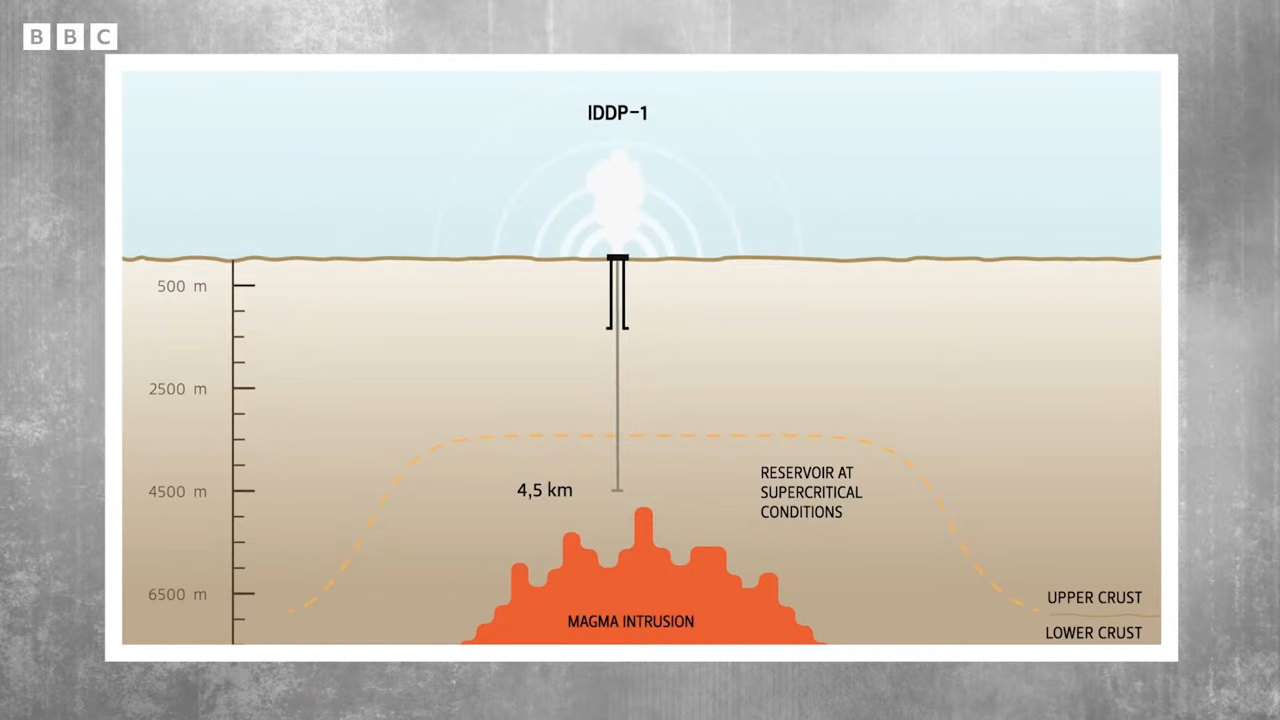 BBC
IDDP-1
500 m
2500 m
4500 m
6500 m
4,5 km
RESERVOIR AT
SUPERCRITICAL
CONDITIONS
MAGMA INTRUSION
UPPER CRUST
LOWER CRUST